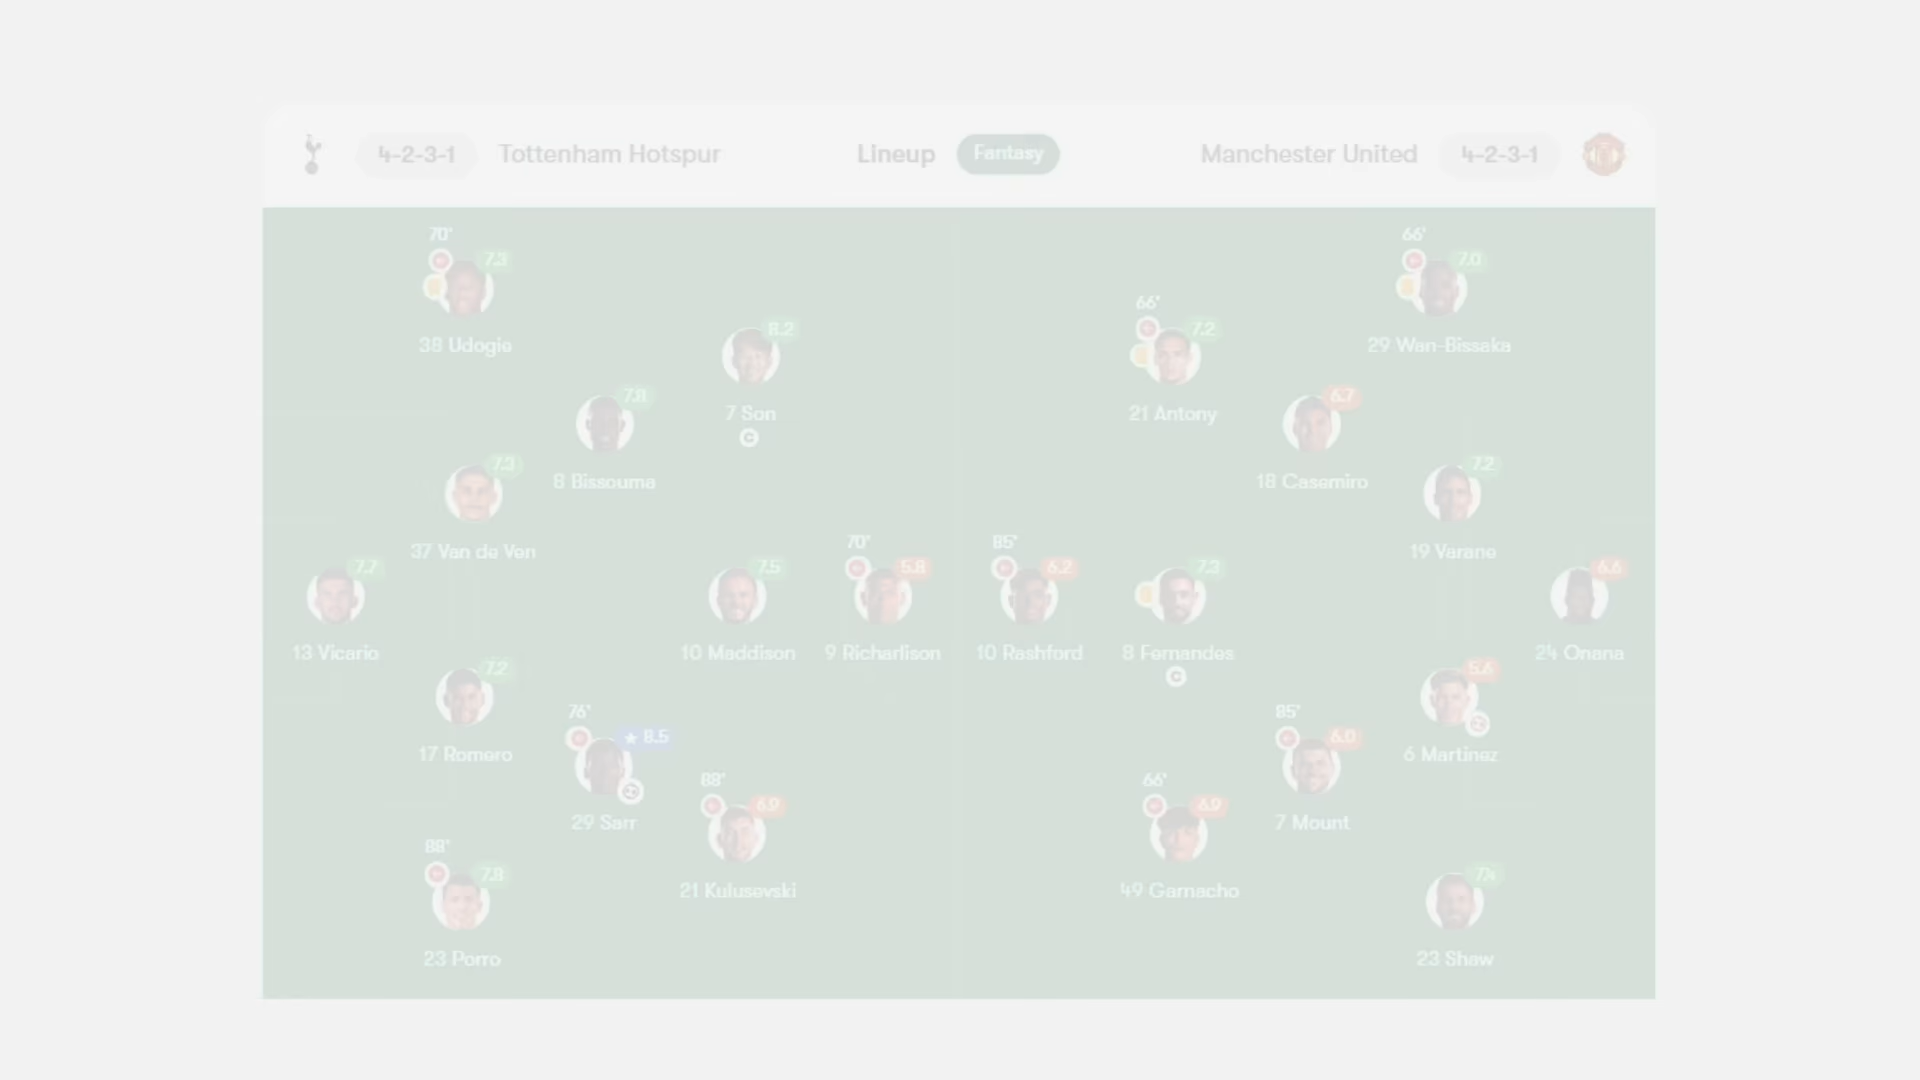 4-2-3-1 Tottenham Hotspur Lineup Fantasy Manchester United 4-2-3-1
70' 66'
7.3 7.0
38 Udogie 29 Wan-Bissaka
66'
8.2 7.2
7 Son 21 Antony
C
7.8 6.7
8 Bissouma 18 Casemiro
7.3 7.2
37 Van de Ven 19 Varane
70' 85'
7.7 7.5 5.8 6.2 7.3 6.6
13 Vicario 10 Maddison 9 Richarlison 10 Rashford 8 Fernandes 24 Onana
C
7.2 5.6
17 Romero 6 Martinez
76' 85'
8.5 6.0
29 Sarr 7 Mount
88' 66'
6.9 6.9
21 Kulusevski 49 Garnacho
88'
7.8 7.4
23 Porro 23 Shaw